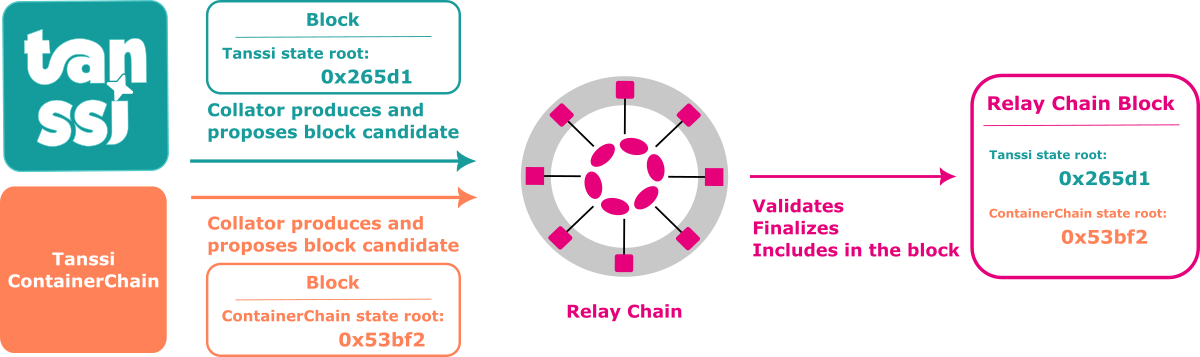 tan
ssi
Block
Tanssi state root:
0x265d1
Collator produces and
proposes block candidate
Tanssi
ContainerChain
Collator produces and
proposes block candidate
Block
ContainerChain state root:
0x53bf2
Relay Chain
Validates
Finalizes
Includes in the block
Relay Chain Block
Tanssi state root:
0x265d1
ContainerChain state root:
0x53bf2